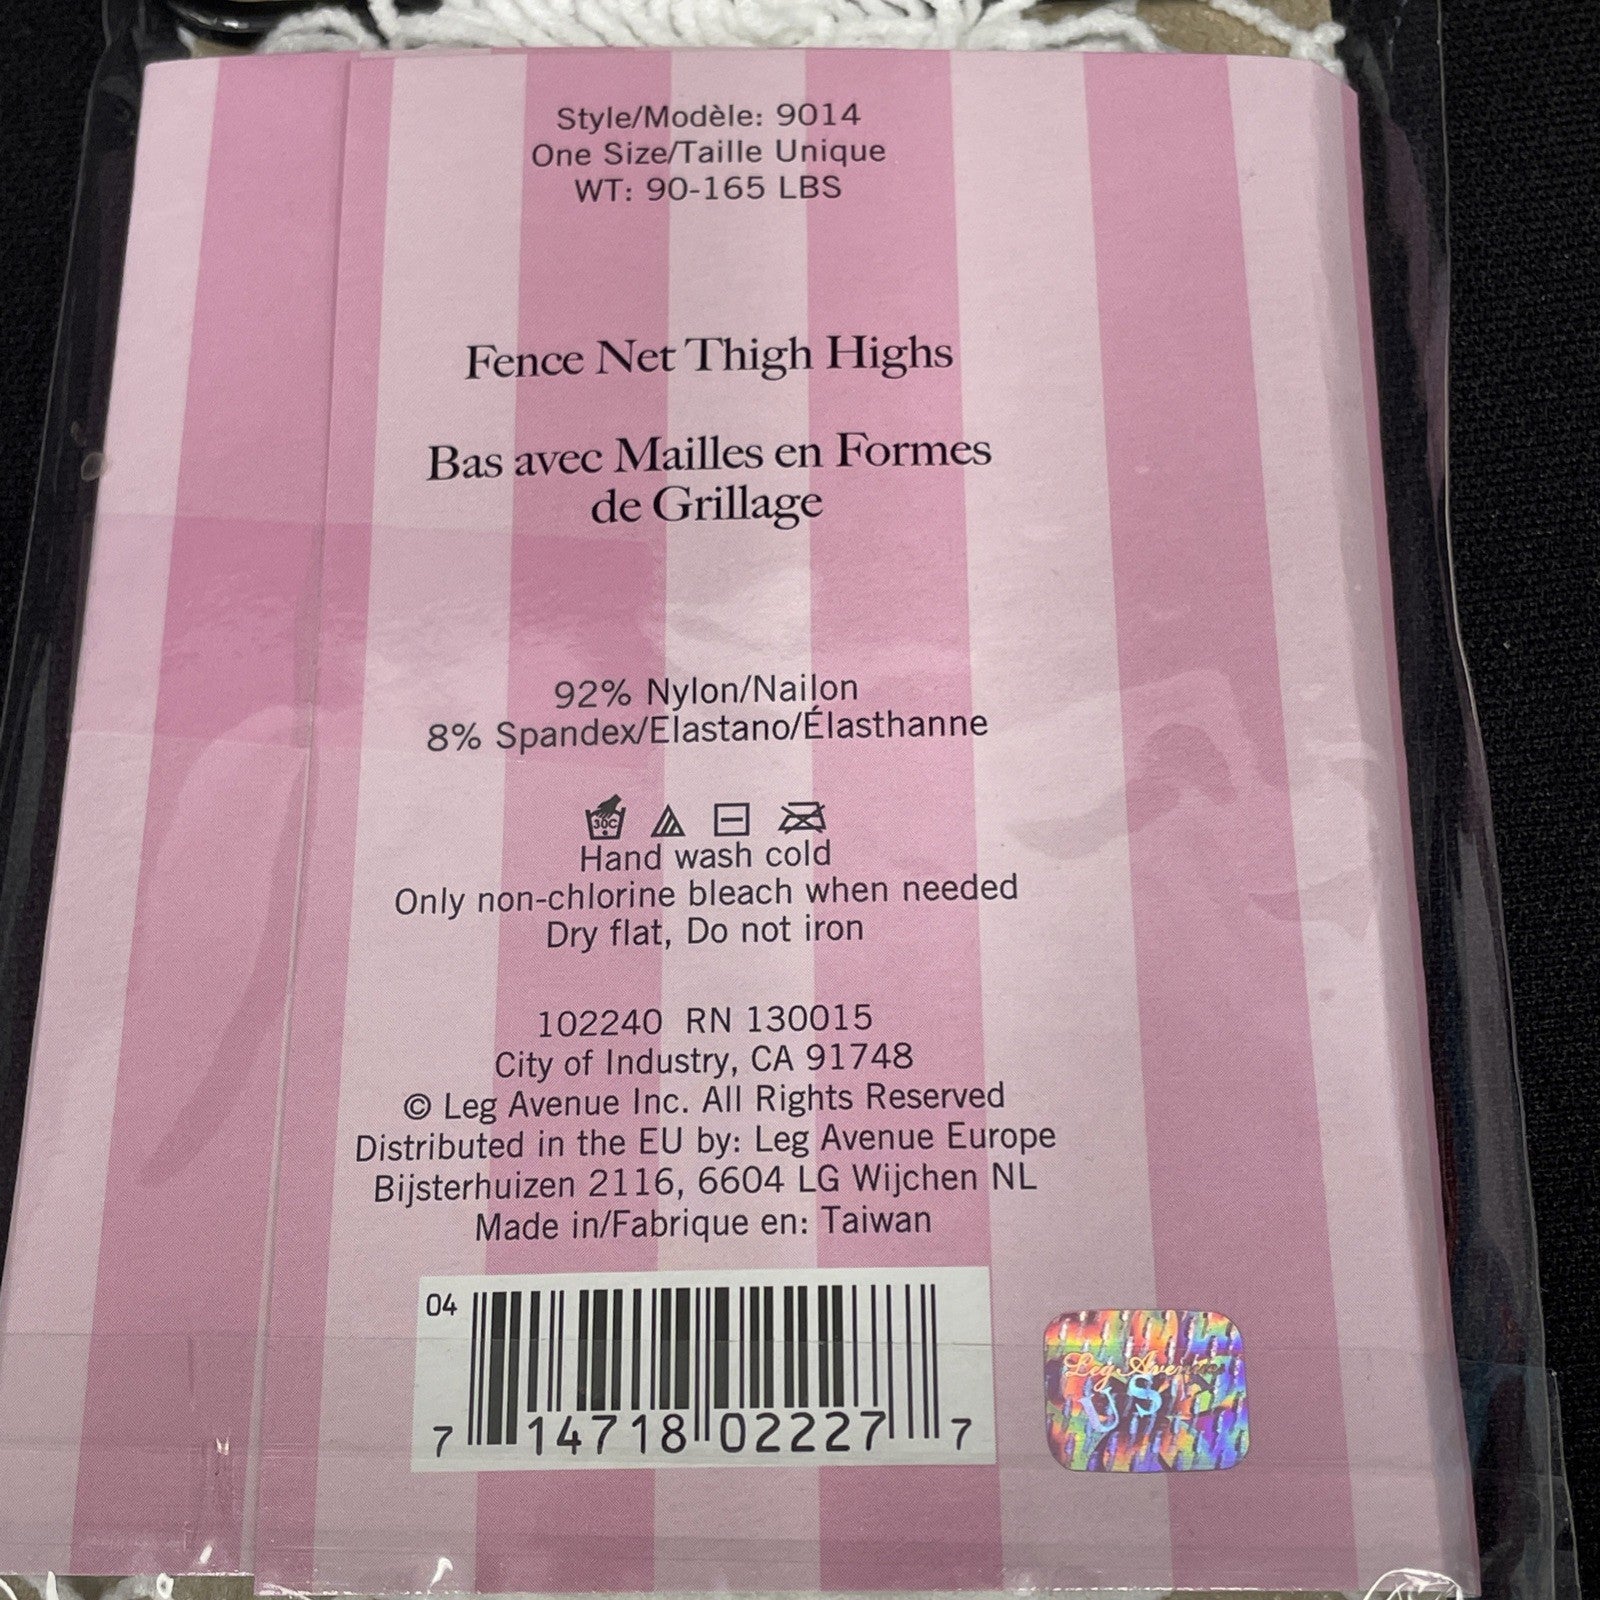 Style/Modèle: 9014
One Size/Taille Unique
WT: 90-165 LBS
Fence Net Thigh Highs
Bas avec Mailles en Formes
de Grillage
92% Nylon/Nailon
8% Spandex/Elastano/Élasthanne
30C
Hand wash cold
Only non-chlorine bleach when needed
Dry flat, Do not iron
102240 RN 130015
City of Industry, CA 91748
© Leg Avenue Inc. All Rights Reserved
Distributed in the EU by: Leg Avenue Europe
Bijsterhuizen 2116, 6604 LG Wijchen NL
Made in/Fabrique en: Taiwan
04
7 14718 02227 7
Leg Avenue
US